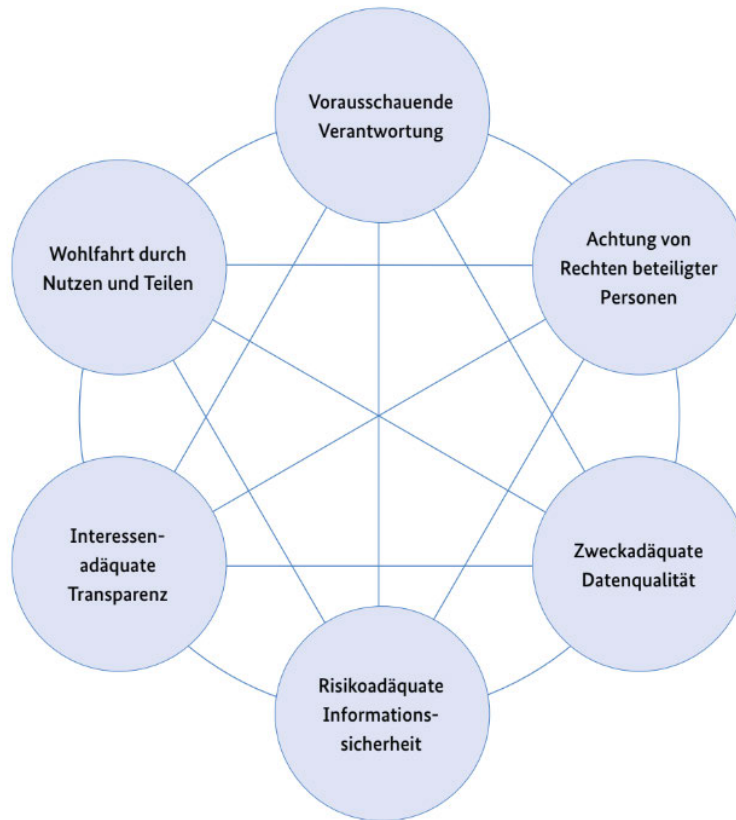 Vorausschauende
Verantwortung
Wohlfahrt durch
Nutzen und Teilen
Achtung von
Rechten beteiligter
Personen
Interessen-
adäquate
Transparenz
Zweckadäquate
Datenqualität
Risikoadäquate
Informations-
sicherheit